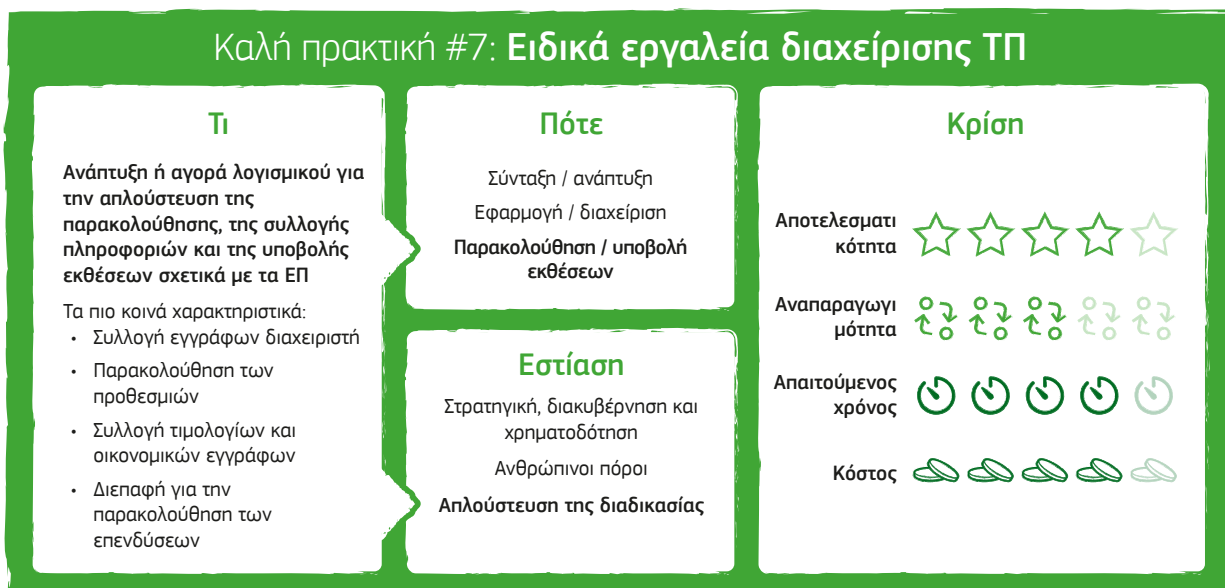 Καλή πρακτική #7: Ειδικά εργαλεία διαχείρισης ΤΠ
Τι
Ανάπτυξη ή αγορά λογισμικού για
την απλούστευση της
παρακολούθησης, της συλλογής
πληροφοριών και της υποβολής
εκθέσεων σχετικά με τα ΕΠ
Τα πιο κοινά χαρακτηριστικά:
• Συλλογή εγγράφων διαχειριστή
• Παρακολούθηση των
προθεσμιών
• Συλλογή τιμολογίων και
οικονομικών εγγράφων
• Διεπαφή για την
παρακολούθηση των
επενδύσεων
Πότε
Σύνταξη / ανάπτυξη
Εφαρμογή / διαχείριση
Παρακολούθηση / υποβολή
εκθέσεων
Εστίαση
Στρατηγική, διακυβέρνηση και
χρηματοδότηση
Ανθρώπινοι πόροι
Απλούστευση της διαδικασίας
Κρίση
Αποτελεσματι
κότητα
Αναπαραγωγι
μότητα
Απαιτούμενος
χρόνος
Κόστος